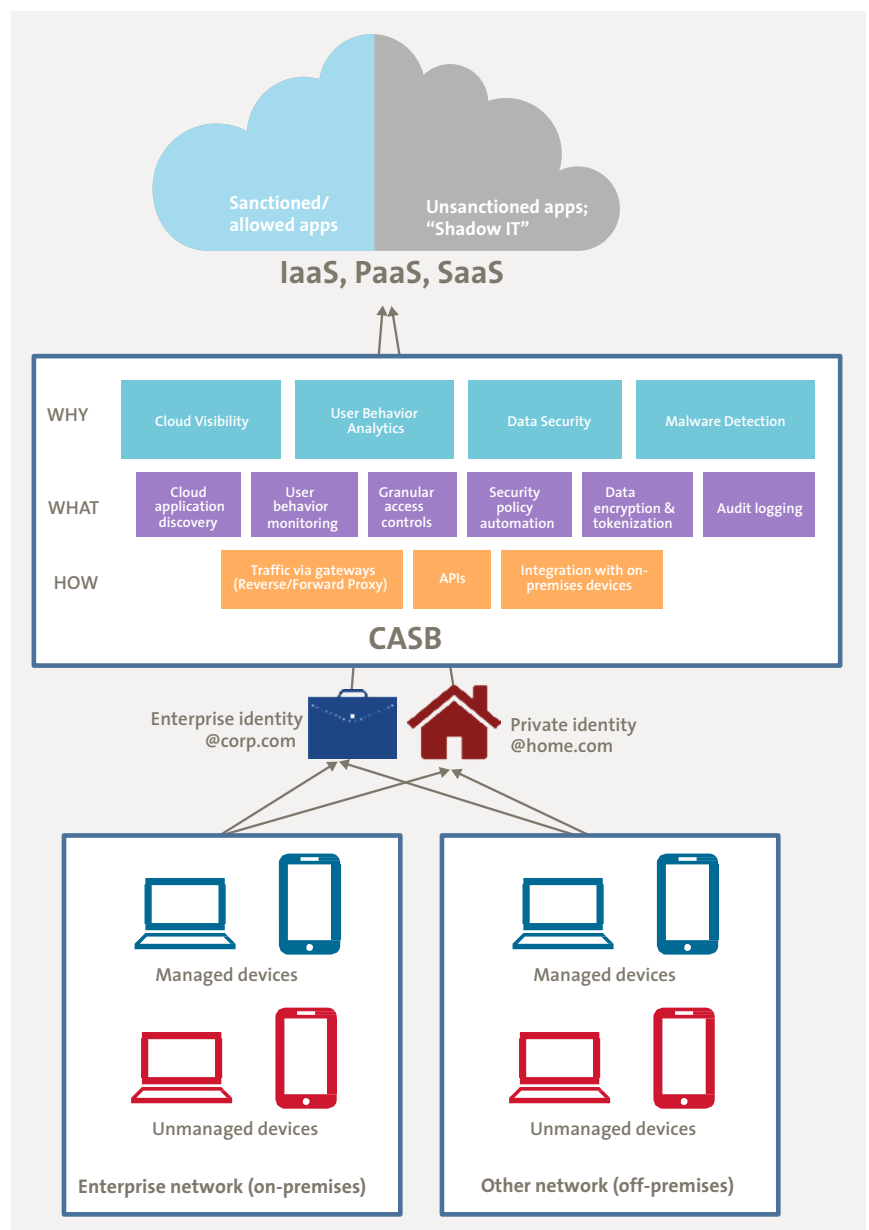 Sanctioned/
allowed apps
Unsanctioned apps;
“Shadow IT”
IaaS, PaaS, SaaS
WHY
Cloud Visibility
User Behavior
Analytics
Data Security
Malware Detection
WHAT
Cloud
application
discovery
User
behavior
monitoring
Granular
access
controls
Security
policy
automation
Data
encryption &
tokenization
Audit logging
HOW
Traffic via gateways
(Reverse/Forward Proxy)
APIs
Integration with on-
premises devices
CASB
Enterprise identity
@corp.com
Private identity
@home.com
Managed devices
Unmanaged devices
Enterprise network (on-premises)
Managed devices
Unmanaged devices
Other network (off-premises)